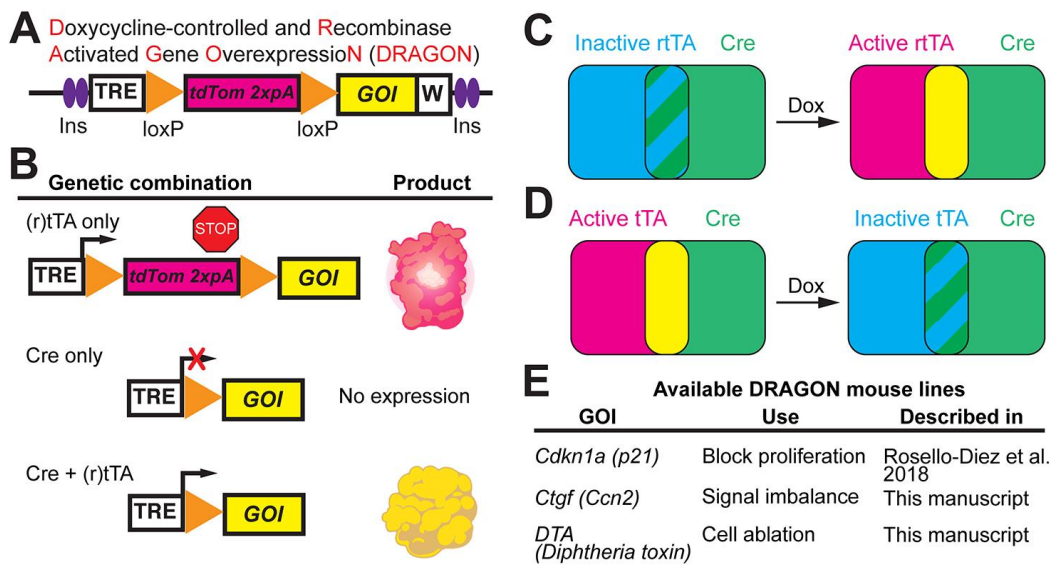 A
Doxycycline-controlled and Recombinase
Activated Gene OverexpressioN (DRAGON)
TRE tdTom 2xpA GOI W
Ins loxP loxP Ins
B
Genetic combination Product
(r)tTA only
STOP
TRE tdTom 2xpA GOI
Cre only
TRE GOI No expression
Cre + (r)tTA
TRE GOI
C
Inactive rtTA Cre Active rtTA Cre
Dox
D
Active tTA Cre Inactive tTA Cre
Dox
E
Available DRAGON mouse lines
GOI Use Described in
Cdkn1a (p21) Block proliferation Rosello-Diez et al.
2018
Ctgf (Ccn2) Signal imbalance This manuscript
DTA Cell ablation This manuscript
(Diphtheria toxin)